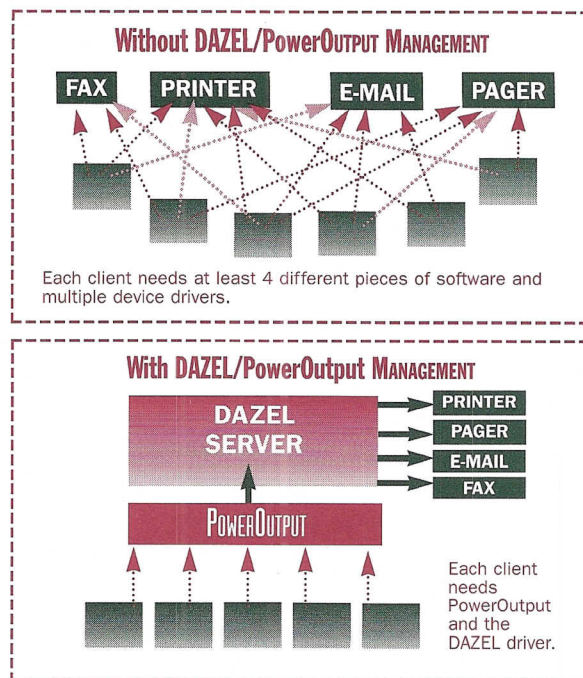 Without DAZEL/PowerOutput Management
FAX PRINTER E-MAIL PAGER
Each client needs at least 4 different pieces of software and
multiple device drivers.
With DAZEL/PowerOutput Management
DAZEL
SERVER
PRINTER
PAGER
E-MAIL
FAX
PowerOutput
Each client
needs
PowerOutput
and the
DAZEL driver.